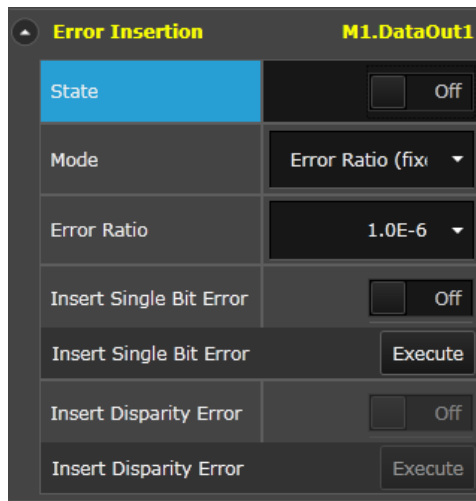 Error Insertion M1.DataOut1
State Off
Mode Error Ratio (fix
Error Ratio 1.0E-6
Insert Single Bit Error Off
Insert Single Bit Error Execute
Insert Disparity Error Off
Insert Disparity Error Execute